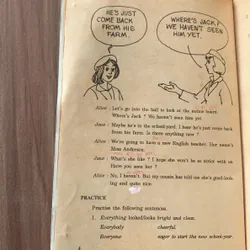 HE'S JUST
COME BACK
FROM HIS
FARM.
WHERE'S JACK?
WE HAVEN'T SEEN
HIM YET.
Alice : Let's go into the hall to look at the notice board.
Where's Jack ? We haven't seen him yet.
Jane : Maybe he's in the school-yard. I hear he's just come back
from his farm. Is there anything new ?
Alice : We're going to have a new English teacher. Her name's
Miss Anderson.
Jane : What's she like ? I hope she won't be as strict with us
Have you seen her ?
Alice : No, I haven't. But my cousin has told me she's good-look-
ing and quite nice
PRACTICE
Practise the following sentences.
1. Everything looked/looks bright and clean.
Everybody cheerful.
Everyone eager to start the new school-year.